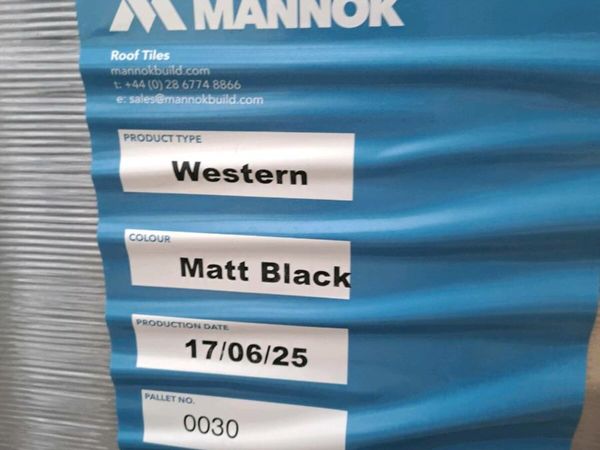 MANNOK
Roof Tiles
mannokbuild.com
t: +44 (0) 28 6774 8866
e: sales@mannokbuild.com
PRODUCT TYPE
Western
COLOUR
Matt Black
PRODUCTION DATE
17/06/25
PALLET NO.
0030